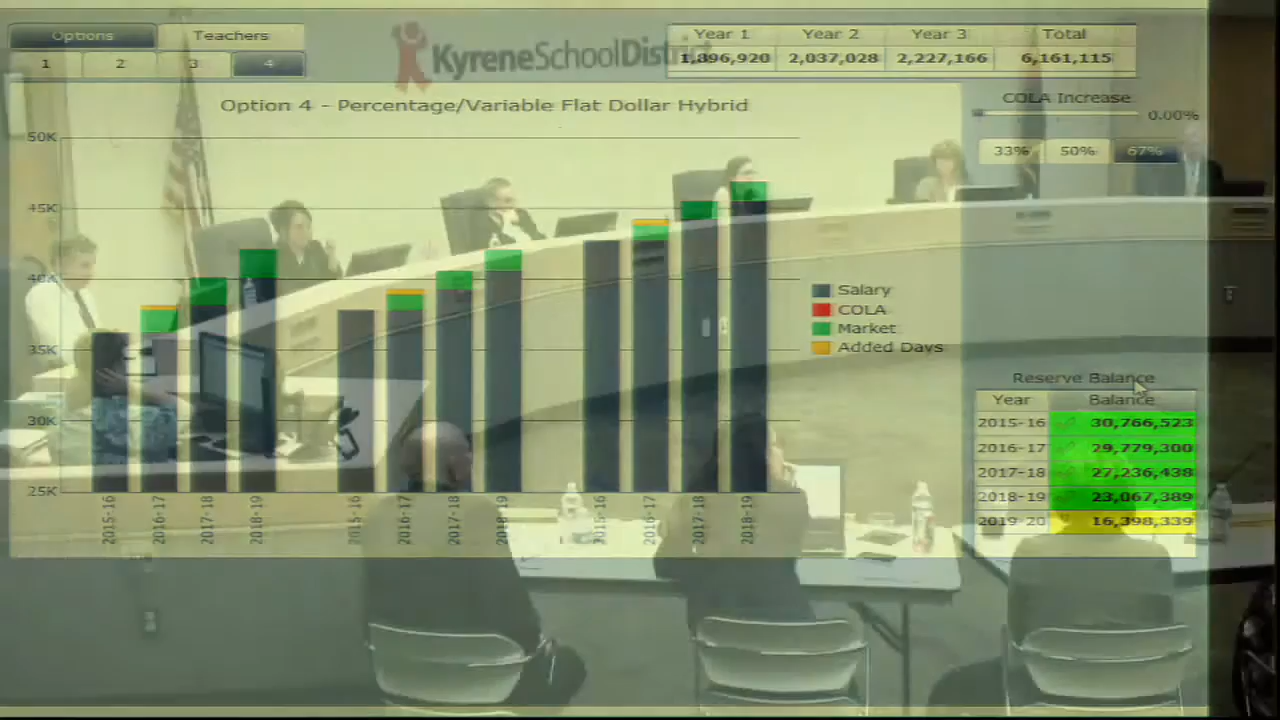 Options Teachers
1 2 3 4
KyreneSchoolDistrict
Year 1 Year 2 Year 3 Total
1,896,920 2,037,028 2,227,166 6,161,115
Option 4 - Percentage/Variable Flat Dollar Hybrid
COLA Increase
0.00%
33% 50% 67%
50K
45K
40K
35K
30K
25K
Salary
COLA
Market
Added Days
2015-16 2016-17 2017-18 2018-19 2015-16 2016-17 2017-18 2018-19 2015-16 2016-17 2017-18 2018-19
Reserve Balance
Year Balance
2015-16 30,766,523
2016-17 29,779,300
2017-18 27,236,438
2018-19 23,067,389
2019-20 16,398,339